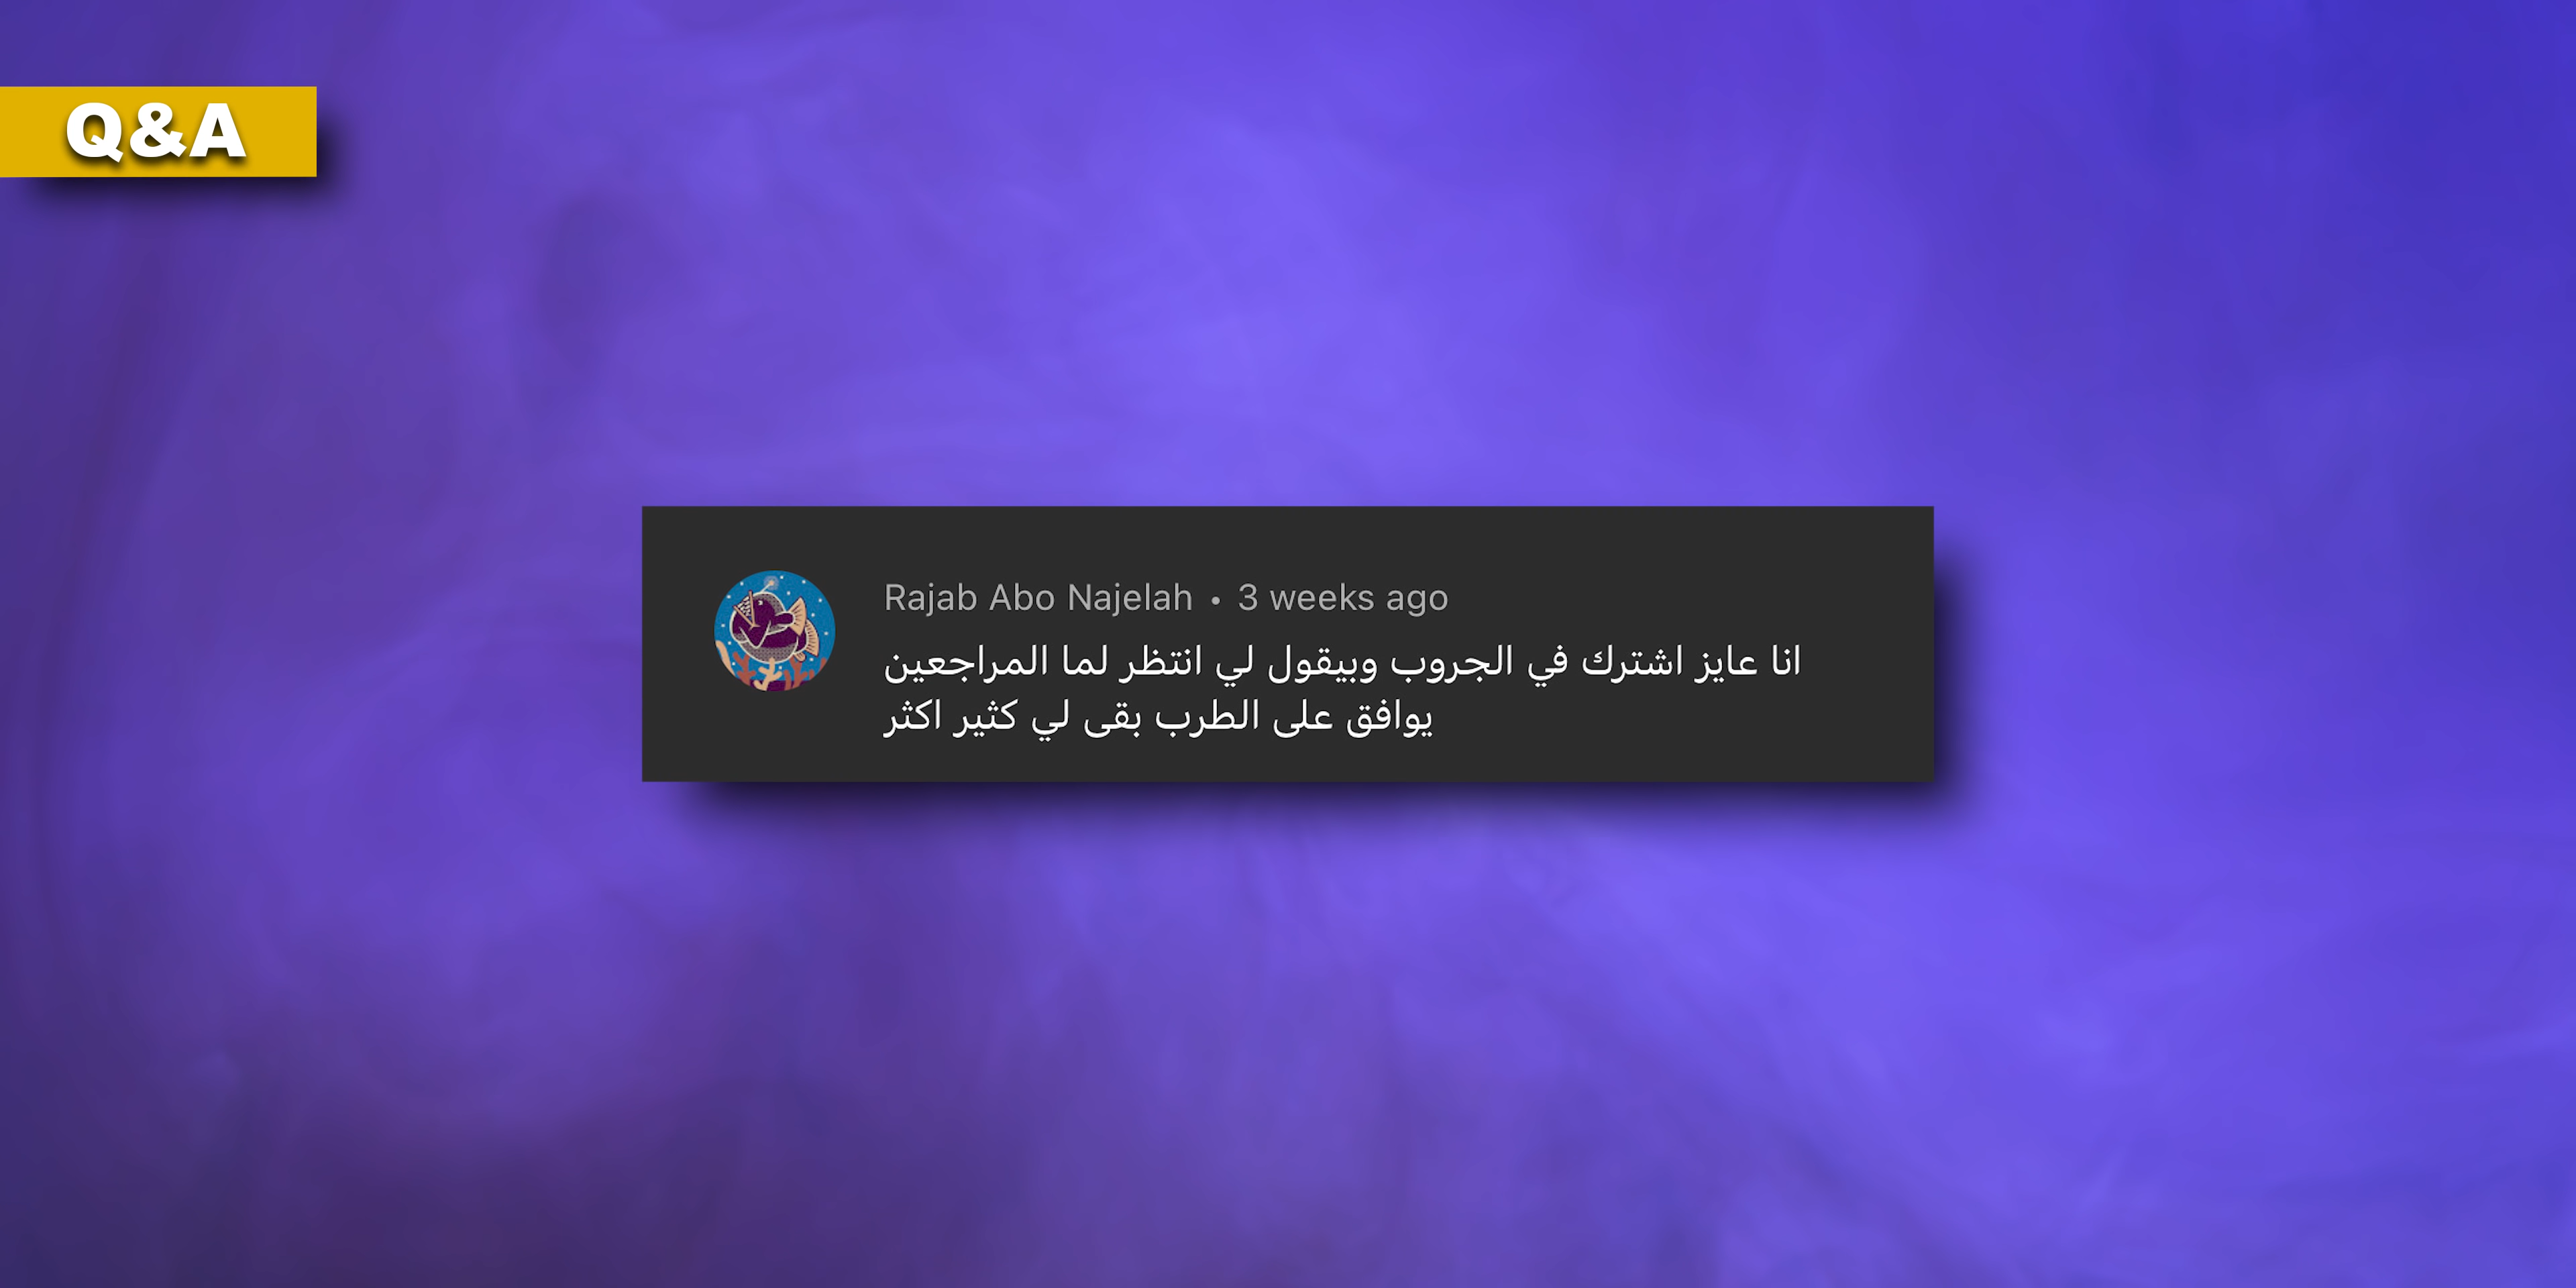 Q&A
Rajab Abo Najelah • 3 weeks ago
انا عايز اشترك في الجروب وبيقول لي انتظر لما المراجعين
يوافق على الطرب بقى لي كثير اكثر